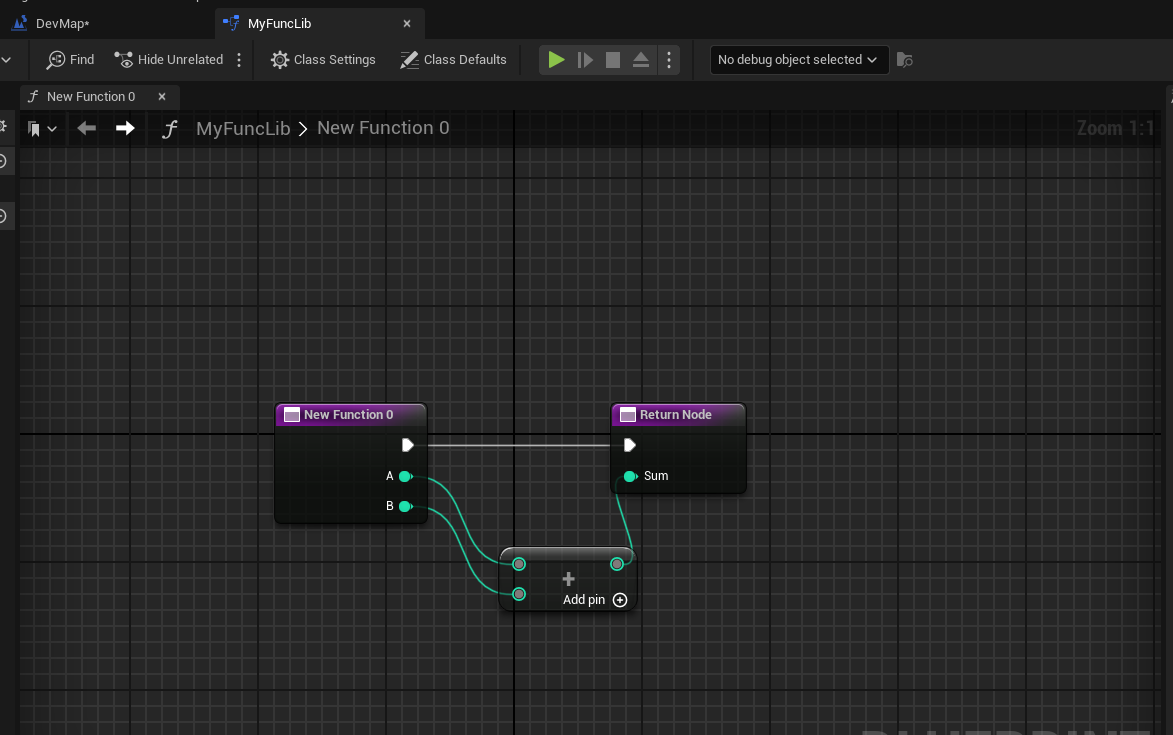 DevMap*
MyFuncLib
Find
Hide Unrelated
Class Settings
Class Defaults
No debug object selected
New Function 0
MyFuncLib > New Function 0
Zoom 1:1
New Function 0
Return Node
A
Sum
B
Add pin